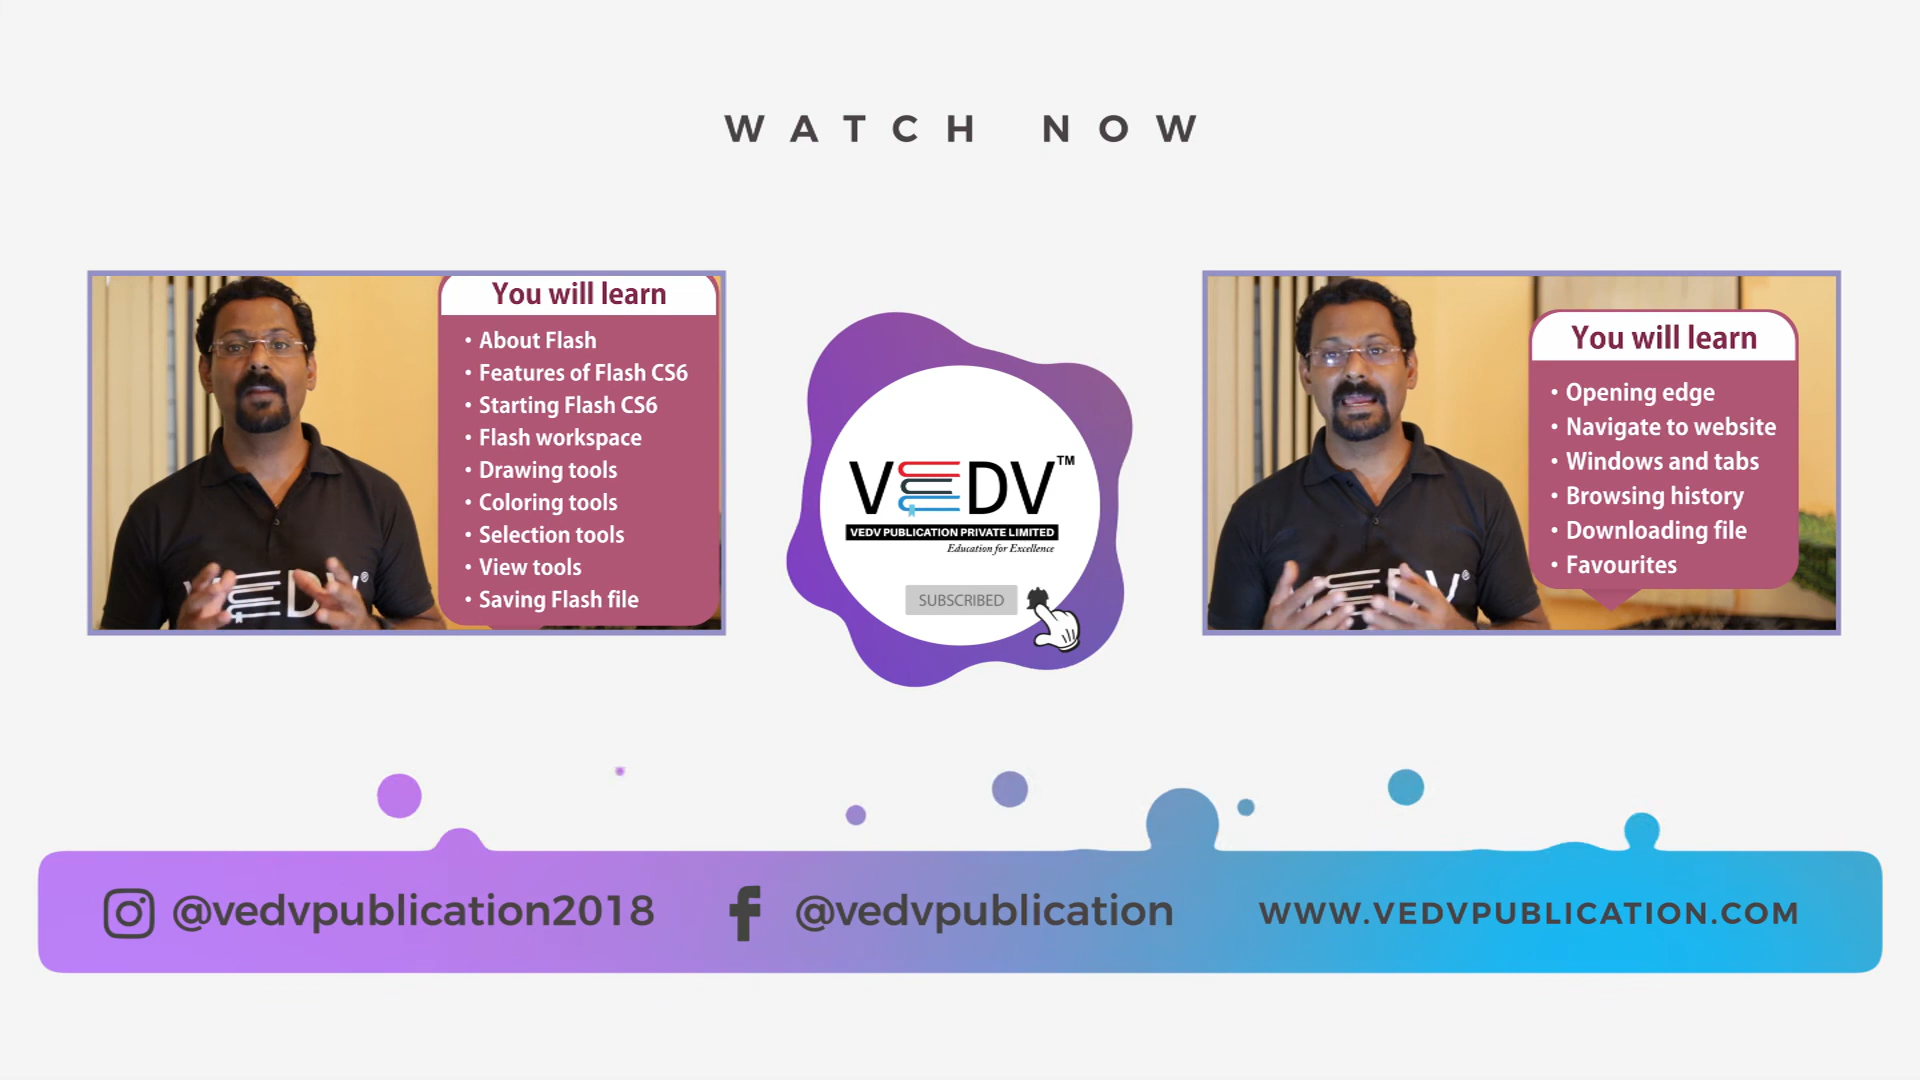 WATCH NOW
You will learn
• About Flash
• Features of Flash CS6
• Starting Flash CS6
• Flash workspace
• Drawing tools
• Coloring tools
• Selection tools
• View tools
• Saving Flash file
VEDV®
VEDV™
VEDV PUBLICATION PRIVATE LIMITED
Education for Excellence
SUBSCRIBED
You will learn
• Opening edge
• Navigate to website
• Windows and tabs
• Browsing history
• Downloading file
• Favourites
VEDV®
@vedvpublication2018
@vedvpublication
WWW.VEDVPUBLICATION.COM